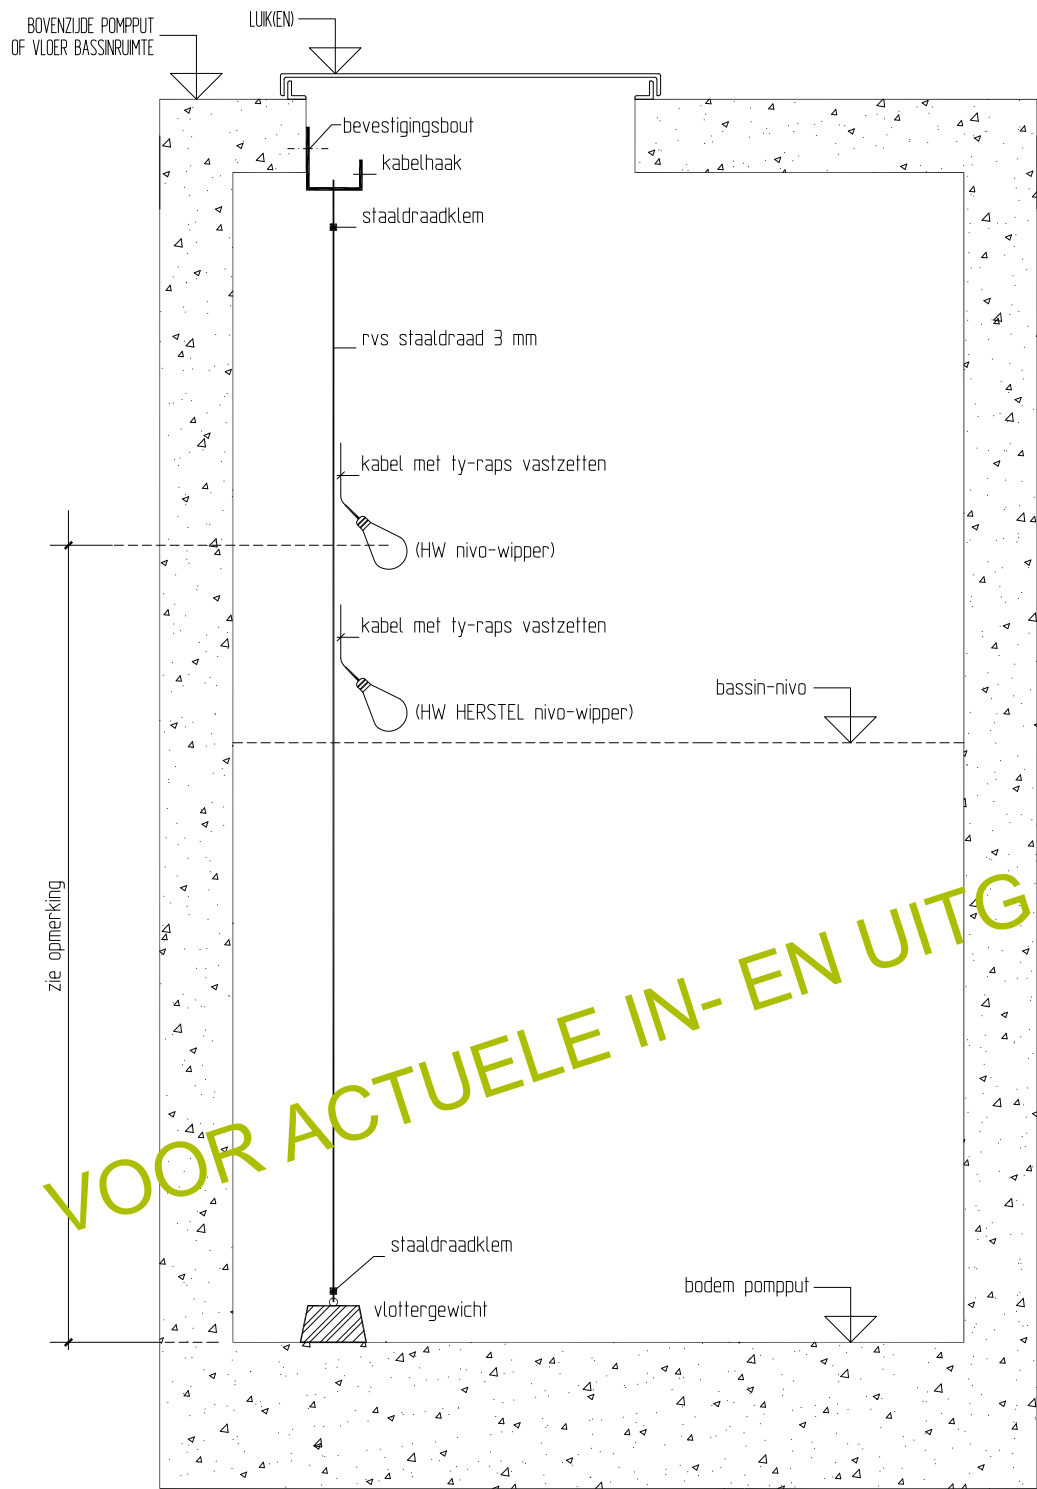 LUIK(EN)
BOVENZIJDE POMPPUT
OF VLOER BASSINRUIMTE
bevestigingsbout
kabelhaak
staaldraadklem
rvs staaldraad 3 mm
kabel met ty-raps vastzetten
(HW nivo-wipper)
kabel met ty-raps vastzetten
bassin-nivo
(HW HERSTEL nivo-wipper)
zie opmerking
VOOR ACTUELE IN- EN UITG
staaldraadklem
bodem pompput
vlottergewicht